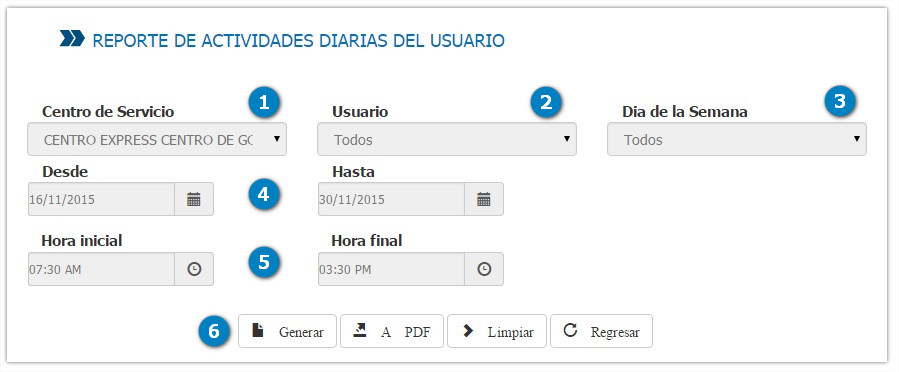 REPORTE DE ACTIVIDADES DIARIAS DEL USUARIO
1 2 3
Centro de Servicio Usuario Dia de la Semana
CENTRO EXPRESS CENTRO DE GO Todos Todos
Desde Hasta
16/11/2015 4 30/11/2015
Hora inicial Hora final
07:30 AM 5 03:30 PM
6 Generar A PDF Limpiar Regresar